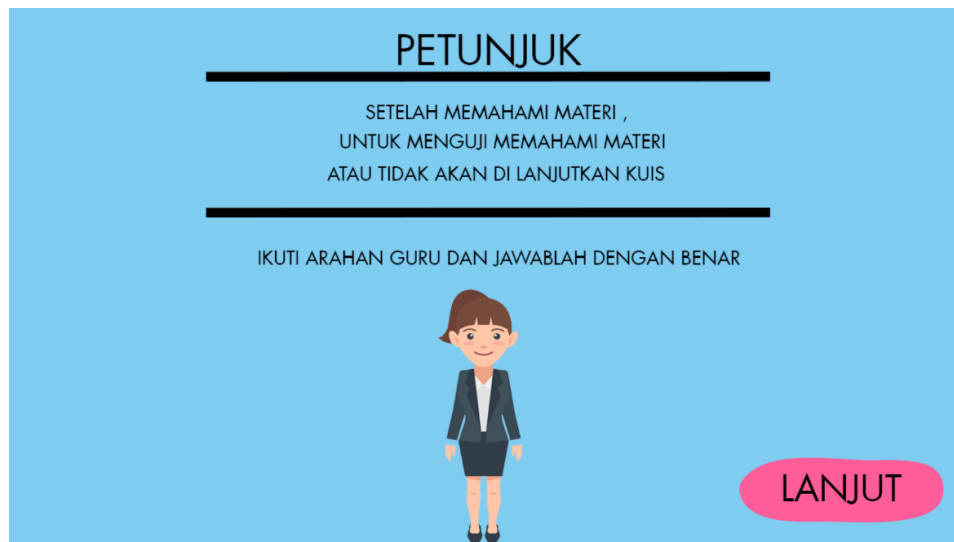 PETUNJUK
SETELAH MEMAHAMI MATERI ,
UNTUK MENGUJI MEMAHAMI MATERI
ATAU TIDAK AKAN DI LANJUTKAN KUIS
IKUTI ARAHAN GURU DAN JAWABLAH DENGAN BENAR
LANJUT